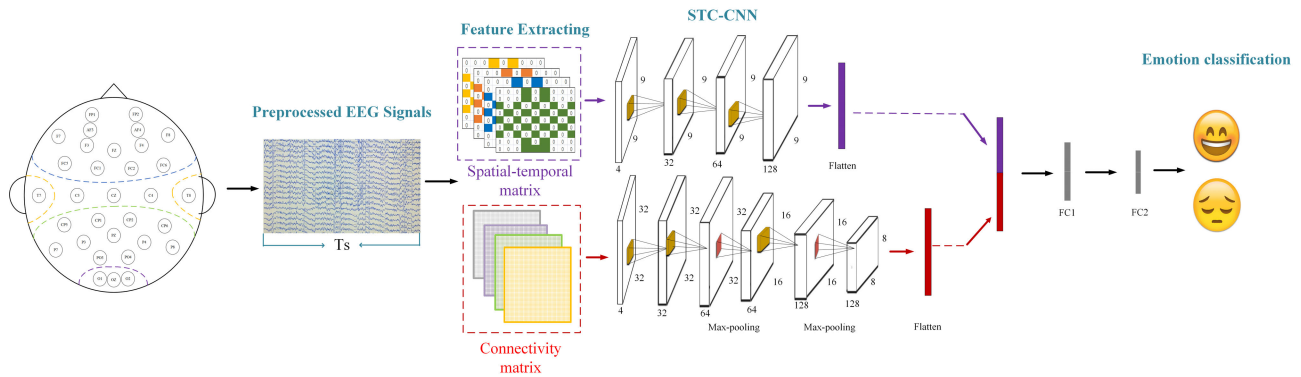 Preprocessed EEG Signals
Feature Extracting
STC-CNN
Emotion classification
FP1 FP2
AF3 AF4
F7 F3 FZ F4 F8
FC5 FC1 FC2 FC6
T7 C3 CZ C4 T8
CP5 CP1 CP2 CP6
P7 P3 PZ P4 P8
PO3 PO4
O1 OZ O2
Ts
Spatial-temporal
matrix
Connectivity
matrix
9 9 9 9
9 9 9
4 32 64 128
Flatten
32 32 32 16 16 8
32 32 32 16 16 8
4 32 64 64 128 128
Max-pooling Max-pooling
Flatten
FC1
FC2